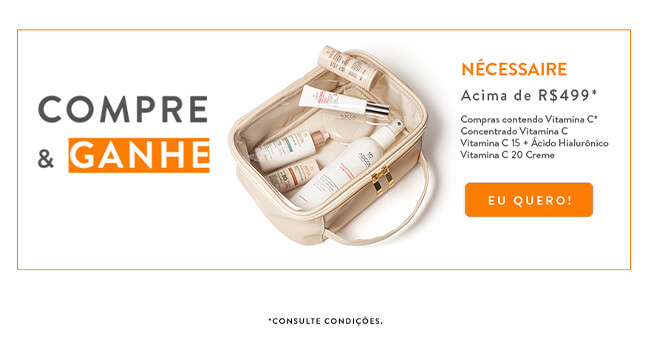 COMPRE
& GANHE
NÉCESSAIRE
Acima de R$499*
Compras contendo Vitamina C*
Concentrado Vitamina C
Vitamina C 15 + Ácido Hialurônico
Vitamina C 20 Creme
EU QUERO!
*CONSULTE CONDIÇÕES.